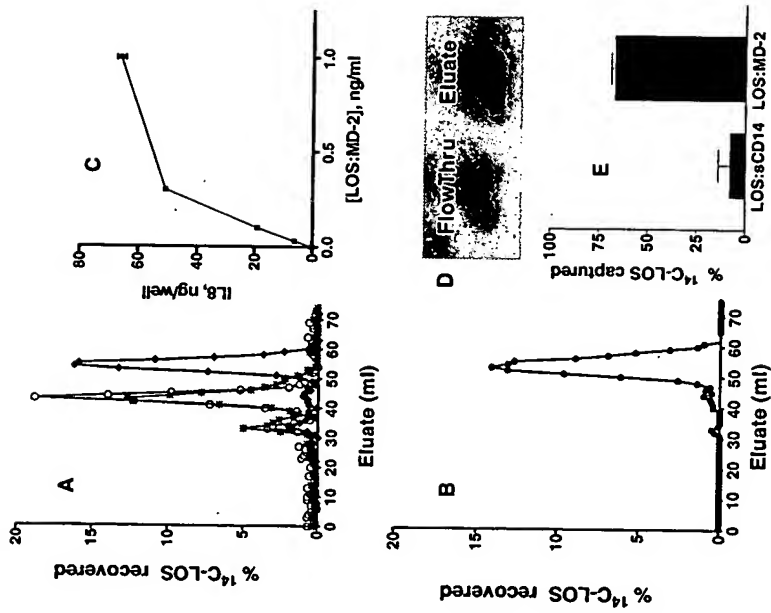 A
% ¹⁴C-LOS recovered
20
15
10
5
0
0 10 20 30 40 50 60 70
Eluate (ml)
B
% ¹⁴C-LOS recovered
20
15
10
5
0
0 10 20 30 40 50 60 70
Eluate (ml)
C
IL8, ng/well
80
60
40
20
0
0.0 0.5 1.0
[LOS:MD-2], ng/ml
D
FlowThru Eluate
E
% ¹⁴C-LOS captured
100
75
50
25
0
LOS:sCD14 LOS:MD-2